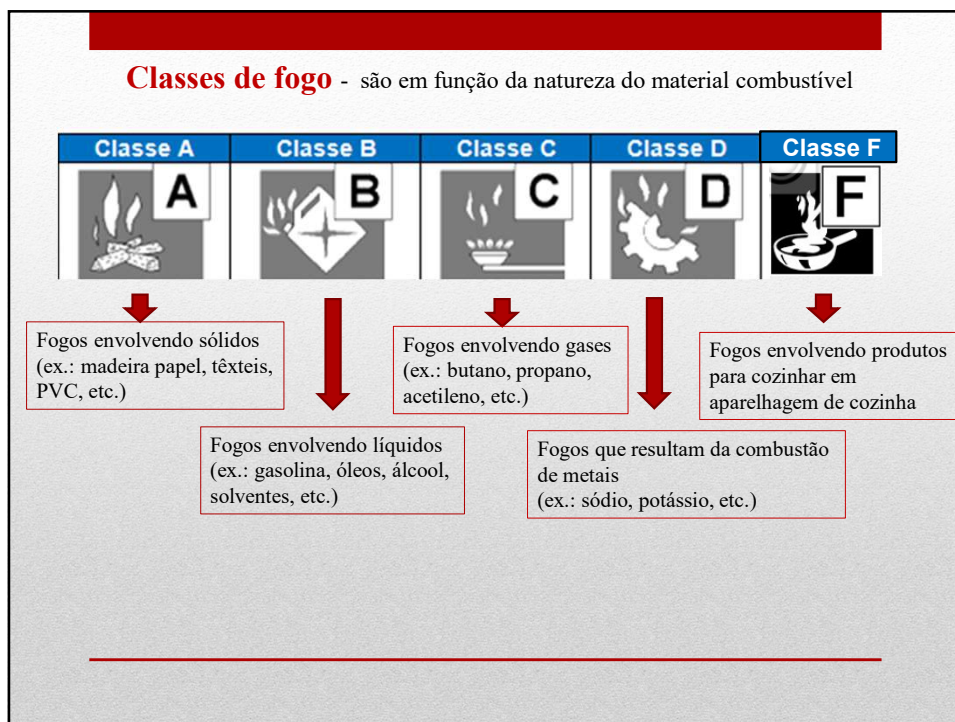 Classes de fogo - são em função da natureza do material combustível
Classe A
Classe B
Classe C
Classe D
Classe F
A
B
C
D
F
Fogos envolvendo sólidos
(ex.: madeira papel, têxteis,
PVC, etc.)
Fogos envolvendo líquidos
(ex.: gasolina, óleos, álcool,
solventes, etc.)
Fogos envolvendo gases
(ex.: butano, propano,
acetileno, etc.)
Fogos que resultam da combustão
de metais
(ex.: sódio, potássio, etc.)
Fogos envolvendo produtos
para cozinhar em
aparelhagem de cozinha